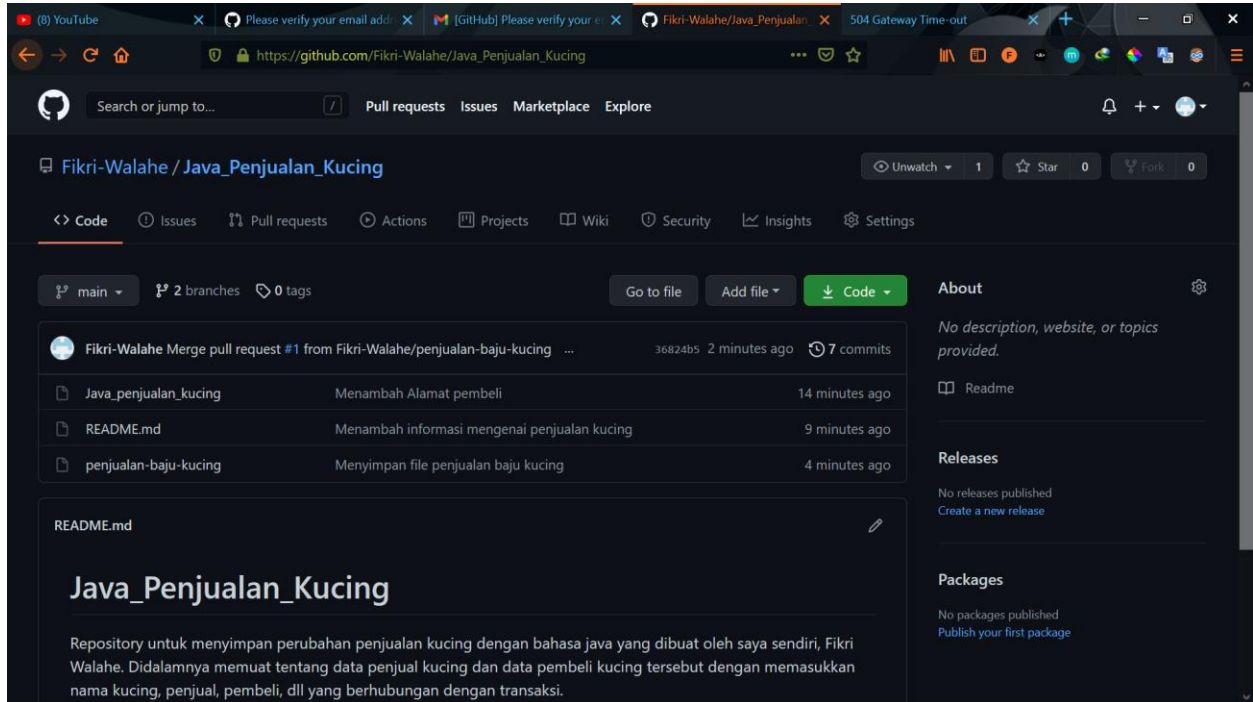 (8) YouTube
Please verify your email addr
[GitHub] Please verify your e
Fikri-Walahe/Java_Penjualan_
504 Gateway Time-out
https://github.com/Fikri-Walahe/Java_Penjualan_Kucing
Search or jump to...
/
Pull requests Issues Marketplace Explore
Fikri-Walahe / Java_Penjualan_Kucing
Unwatch 1 Star 0 Fork 0
<> Code Issues Pull requests Actions Projects Wiki Security Insights Settings
main 2 branches 0 tags Go to file Add file Code
Fikri-Walahe Merge pull request #1 from Fikri-Walahe/penjualan-baju-kucing ... 36824b5 2 minutes ago 7 commits
Java_penjualan_kucing Menambah Alamat pembeli 14 minutes ago
README.md Menambah informasi mengenai penjualan kucing 9 minutes ago
penjualan-baju-kucing Menyimpan file penjualan baju kucing 4 minutes ago
README.md
Java_Penjualan_Kucing
Repository untuk menyimpan perubahan penjualan kucing dengan bahasa java yang dibuat oleh saya sendiri, Fikri
Walahe. Didalamnya memuat tentang data penjual kucing dan data pembeli kucing tersebut dengan memasukkan
nama kucing, penjual, pembeli, dll yang berhubungan dengan transaksi.
About
No description, website, or topics
provided.
Readme
Releases
No releases published
Create a new release
Packages
No packages published
Publish your first package